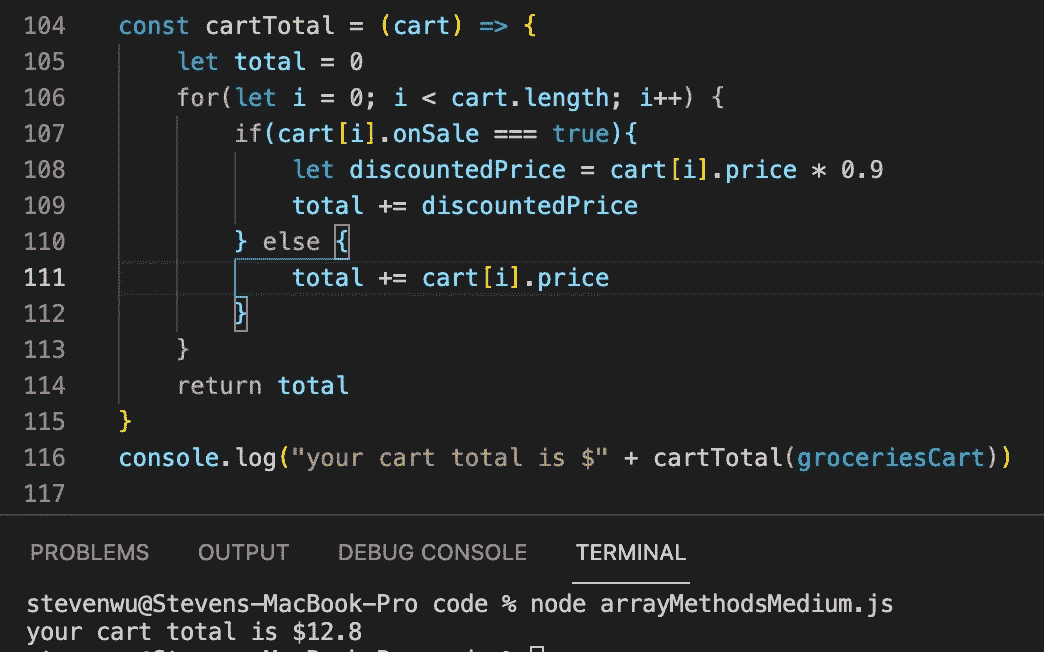 104 const cartTotal = (cart) => {
105 let total = 0
106 for(let i = 0; i < cart.length; i++) {
107 if(cart[i].onSale === true){
108 let discountedPrice = cart[i].price * 0.9
109 total += discountedPrice
110 } else {
111 total += cart[i].price
112 }
113 }
114 return total
115 }
116 console.log("your cart total is $" + cartTotal(groceriesCart))
117
PROBLEMS OUTPUT DEBUG CONSOLE TERMINAL
stevenwu@Stevens-MacBook-Pro code % node arrayMethodsMedium.js
your cart total is $12.8